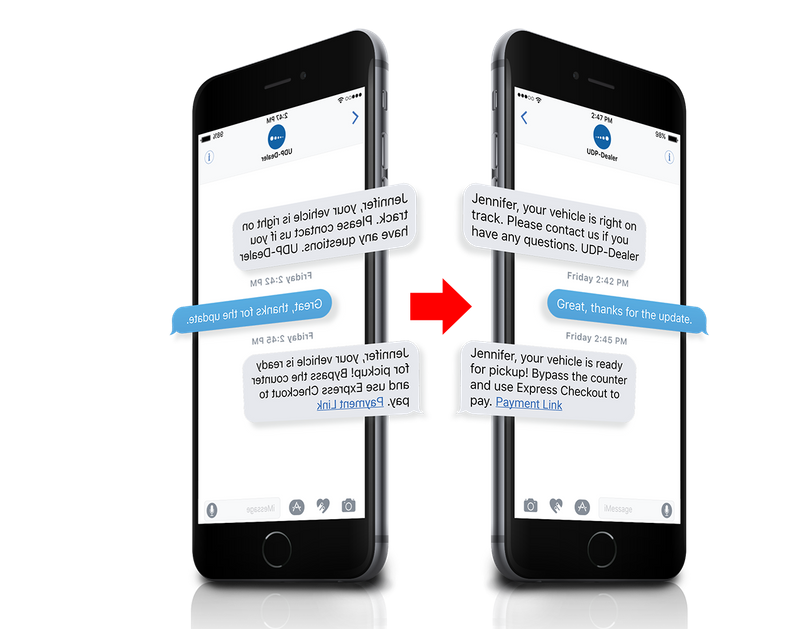 2:47 PM
98%
UDP-Dealer
Jennifer, your vehicle is right on
track. Please contact us if you
have any questions. UDP-Dealer
Friday 2:42 PM
Great, thanks for the update.
Friday 2:45 PM
Jennifer, your vehicle is ready
for pickup! Bypass the counter
and use Express Checkout to
pay. Payment Link
iMessage
2:47 PM
98%
UDP-Dealer
Jennifer, your vehicle is right on
track. Please contact us if you
have any questions. UDP-Dealer
Friday 2:42 PM
Great, thanks for the update.
Friday 2:45 PM
Jennifer, your vehicle is ready
for pickup! Bypass the counter
and use Express Checkout to
pay. Payment Link
iMessage